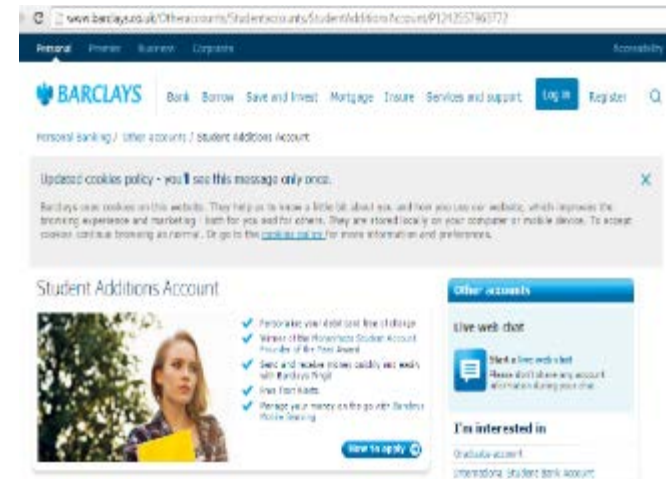 www.barclays.co.uk/Otheraccounts/Studentaccounts/StudentAdditionsAccount/P1242557963772
Personal Premier Business Corporate Accessibility
BARCLAYS Bank Borrow Save and Invest Mortgage Insure Services and support Log in Register
Personal Banking / Other accounts / Student Additions Account
Updated cookies policy - you'll see this message only once.
Barclays uses cookies on this website. They help us to know a little bit about you and how you use our website, which improves the
browsing experience and marketing - both for you and for others. They are stored locally on your computer or mobile device. To accept
cookies continue browsing as normal. Or go to the cookies policy for more information and preferences.
Student Additions Account
Personalise your debit card free of charge
Winner of the Moneyfacts Student Account
Provider of the Year Award
Send and receive money quickly and easily
with Barclays Pingit
Free Text Alerts
Manage your money on the go with Barclays
Mobile Banking
How to apply
Other accounts
Live web chat
Start a live web chat
Please don't share any account
information during your chat
I'm interested in
Graduate account
International Student Bank Account